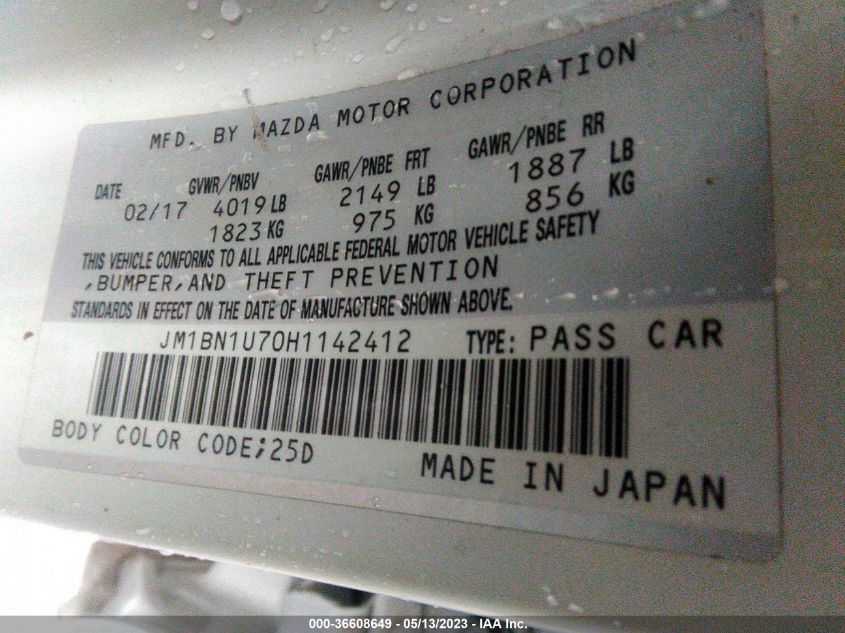 MFD. BY MAZDA MOTOR CORPORATION
DATE GVWR/PNBV GAWR/PNBE FRT GAWR/PNBE RR
02/17 4019 LB 2149 LB 1887 LB
1823 KG 975 KG 856 KG
THIS VEHICLE CONFORMS TO ALL APPLICABLE FEDERAL MOTOR VEHICLE SAFETY
,BUMPER,AND THEFT PREVENTION
STANDARDS IN EFFECT ON THE DATE OF MANUFACTURE SHOWN ABOVE.
JM1BN1U70H1142412 TYPE: PASS CAR
BODY COLOR CODE;25D
MADE IN JAPAN
000-36608649 - 05/13/2023 - IAA Inc.